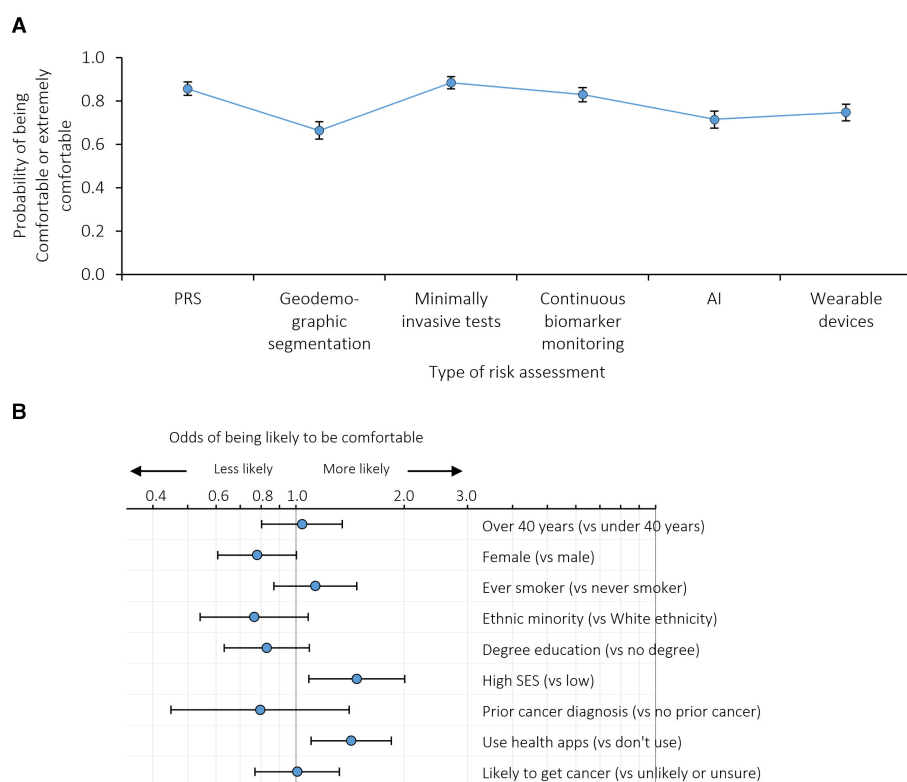 A
Probability of being
Comfortable or extremely
comfortable
1.0
0.8
0.6
0.4
0.2
0.0
PRS
Geodemo-
graphic
segmentation
Minimally
invasive tests
Continuous
biomarker
monitoring
AI
Wearable
devices
Type of risk assessment
B
Odds of being likely to be comfortable
Less likely
More likely
0.4 0.6 0.8 1.0 2.0 3.0
Over 40 years (vs under 40 years)
Female (vs male)
Ever smoker (vs never smoker)
Ethnic minority (vs White ethnicity)
Degree education (vs no degree)
High SES (vs low)
Prior cancer diagnosis (vs no prior cancer)
Use health apps (vs don't use)
Likely to get cancer (vs unlikely or unsure)